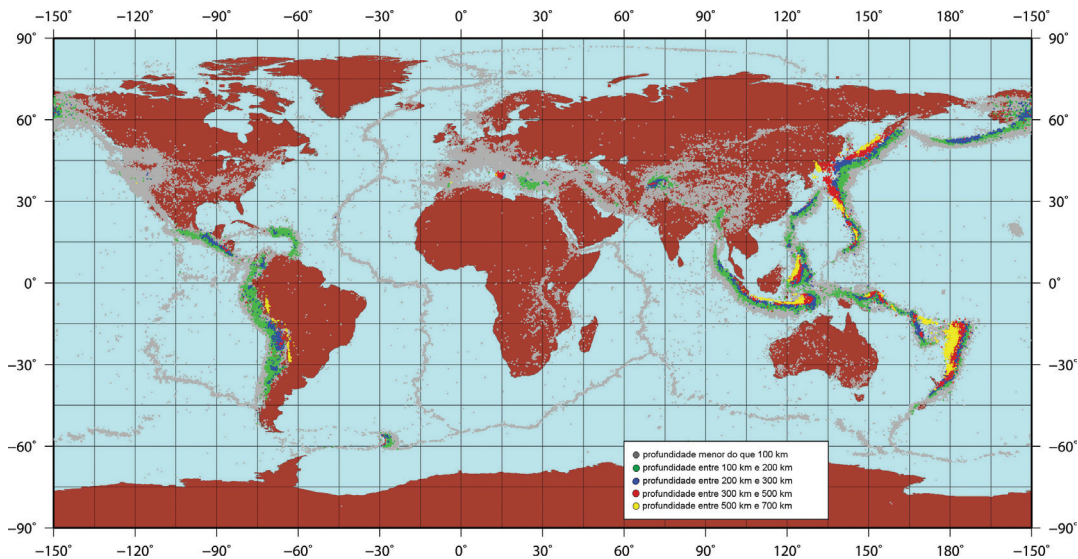 −150° −120° −90° −60° −30° 0° 30° 60° 90° 120° 150° 180° −150°
90° 90°
60° 60°
30° 30°
0° 0°
−30° −30°
−60° −60°
profundidade menor do que 100 km
profundidade entre 100 km e 200 km
profundidade entre 200 km e 300 km
profundidade entre 300 km e 500 km
profundidade entre 500 km e 700 km
−90° −90°
−150° −120° −90° −60° −30° 0° 30° 60° 90° 120° 150° 180° −150°